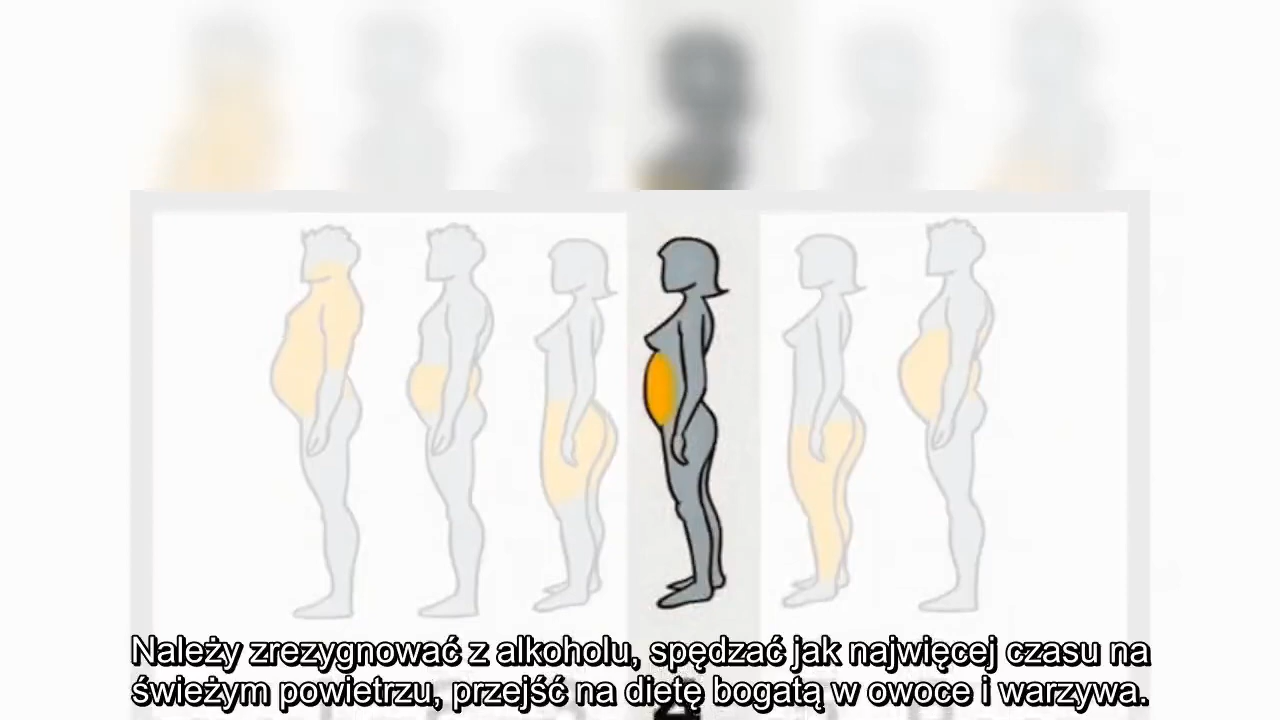 Należy zrezygnować z alkoholu, spędzać jak najwięcej czasu na
świeżym powietrzu, przejść na dietę bogatą w owoce i warzywa.